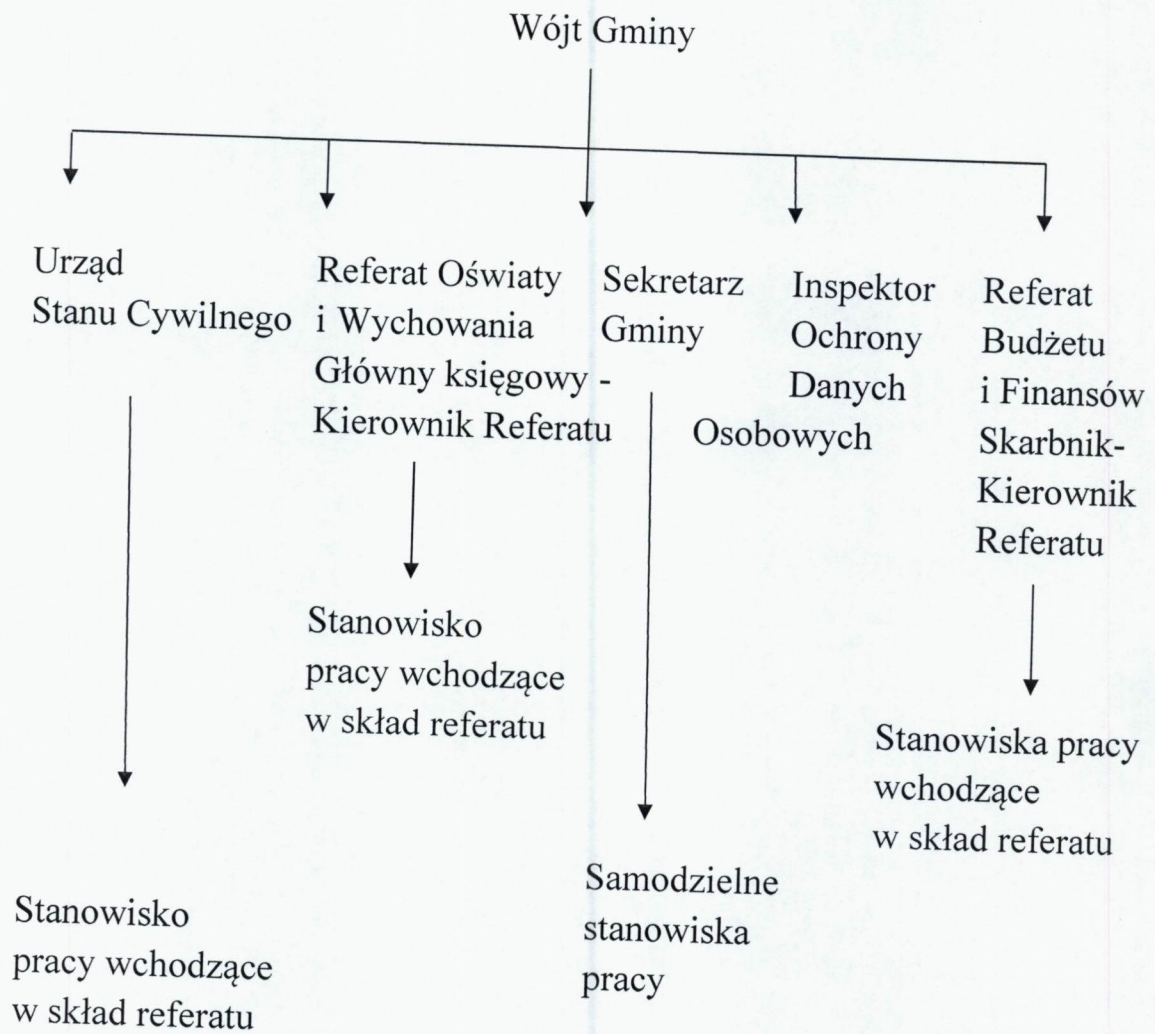 Wójt Gminy
Urząd
Stanu Cywilnego
Referat Oświaty
i Wychowania
Główny księgowy -
Kierownik Referatu
Sekretarz
Gminy
Inspektor
Ochrony
Danych
Osobowych
Referat
Budżetu
i Finansów
Skarbnik-
Kierownik
Referatu
Stanowisko
pracy wchodzące
w skład referatu
Stanowiska pracy
wchodzące
w skład referatu
Samodzielne
stanowiska
pracy
Stanowisko
pracy wchodzące
w skład referatu